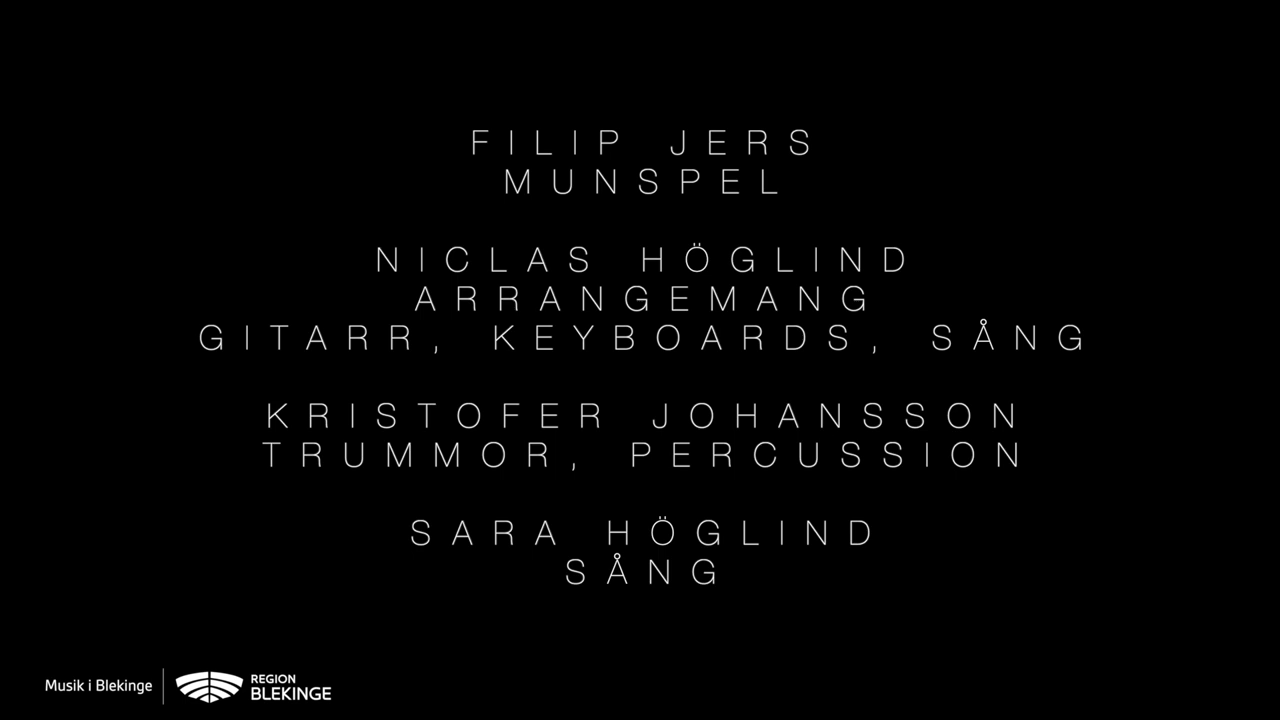 FILIP JERS
MUNSPEL
NICLAS HÖGLIND
ARRANGEMANG
GITARR, KEYBOARDS, SÅNG
KRISTOFER JOHANSSON
TRUMMOR, PERCUSSION
SARA HÖGLIND
SÅNG
Musik i Blekinge
REGION
BLEKINGE